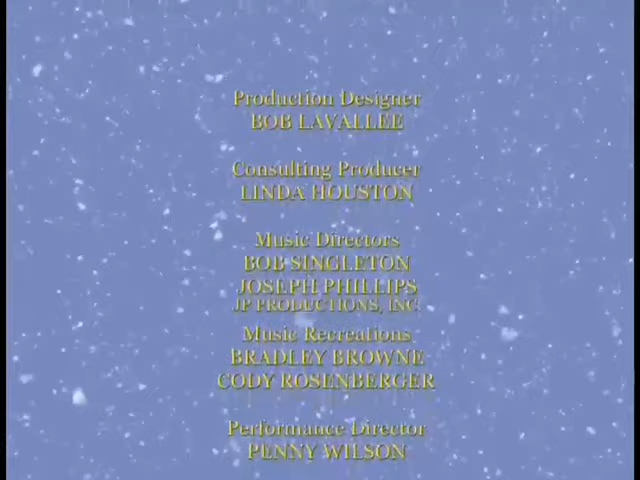 Production Designer
BOB LAVALLEE
Consulting Producer
LINDA HOUSTON
Music Directors
BOB SINGLETON
JOSEPH PHILLIPS
JP PRODUCTIONS, INC.
Music Recreations
BRADLEY BROWNE
CODY ROSENBERGER
Performance Director
PENNY WILSON